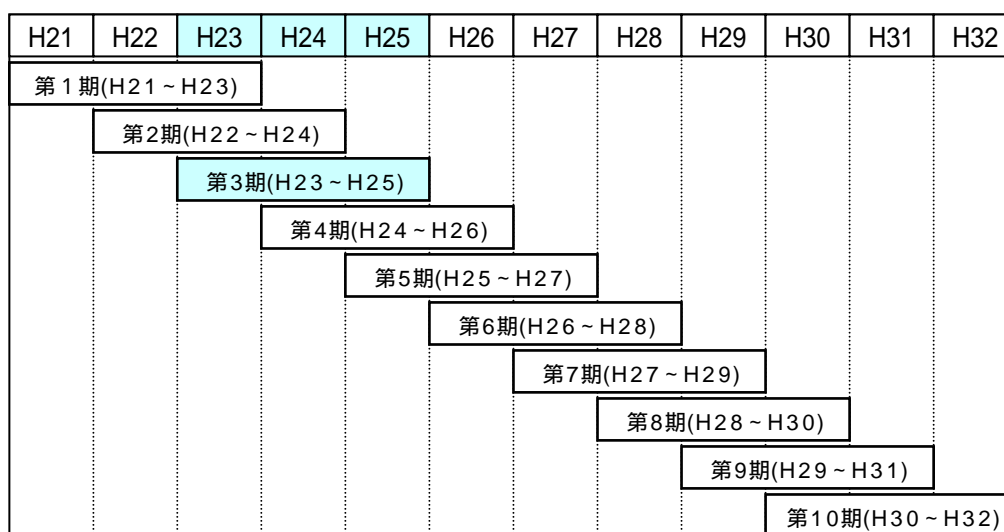 H21 H22 H23 H24 H25 H26 H27 H28 H29 H30 H31 H32
第1期(H21~H23)
第2期(H22~H24)
第3期(H23~H25)
第4期(H24~H26)
第5期(H25~H27)
第6期(H26~H28)
第7期(H27~H29)
第8期(H28~H30)
第9期(H29~H31)
第10期(H30~H32)